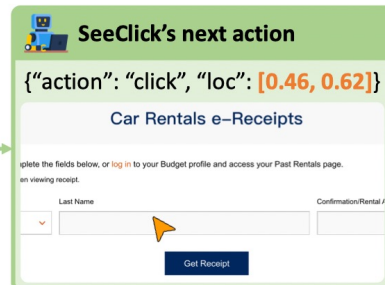 SeeClick's next action
{“action”: “click”, “loc”: [0.46, 0.62]}
Car Rentals e-Receipts
plete the fields below, or log in to your Budget profile and access your Past Rentals page.
en viewing receipt.
Last Name
Confirmation/Rental A
Get Receipt